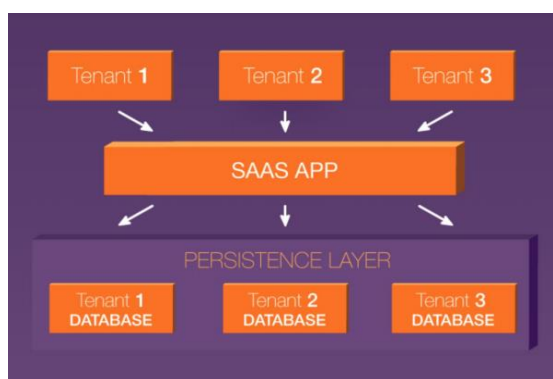 Tenant 1
Tenant 2
Tenant 3
SAAS APP
PERSISTENCE LAYER
Tenant 1
DATABASE
Tenant 2
DATABASE
Tenant 3
DATABASE